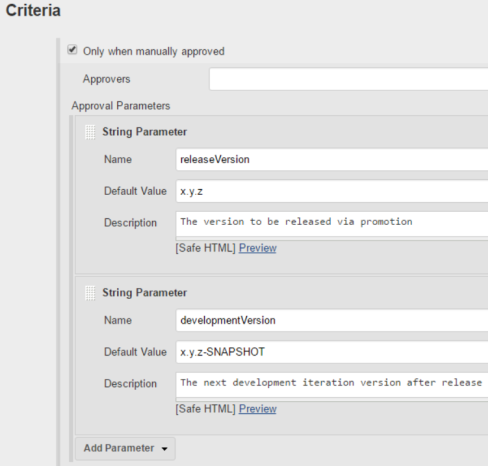 Criteria
Only when manually approved
Approvers
Approval Parameters
String Parameter
Name
releaseVersion
Default Value
x.y.z
Description
The version to be released via promotion
[Safe HTML] Preview
String Parameter
Name
developmentVersion
Default Value
x.y.z-SNAPSHOT
Description
The next development iteration version after release
[Safe HTML] Preview
Add Parameter